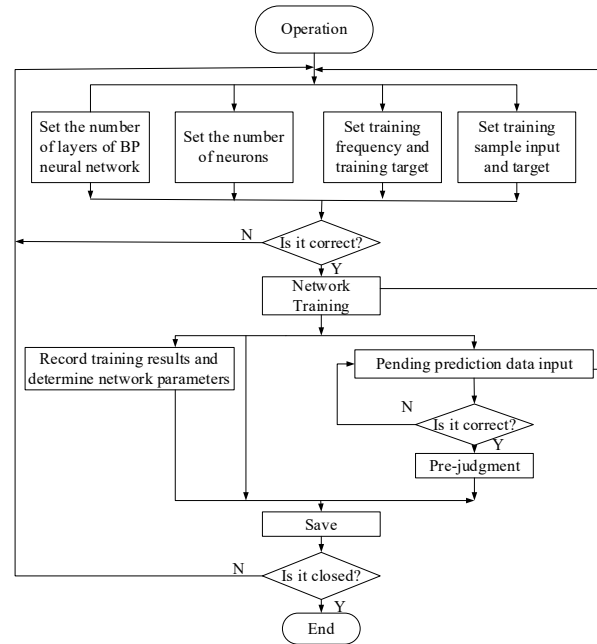 Operation
Set the number
of layers of BP
neural network
Set the number
of neurons
Set training
frequency and
training target
Set training
sample input
and target
N
Is it correct?
Y
Network
Training
Record training results and
determine network parameters
Pending prediction data input
N
Is it correct?
Y
Pre-judgment
Save
N
Is it closed?
Y
End